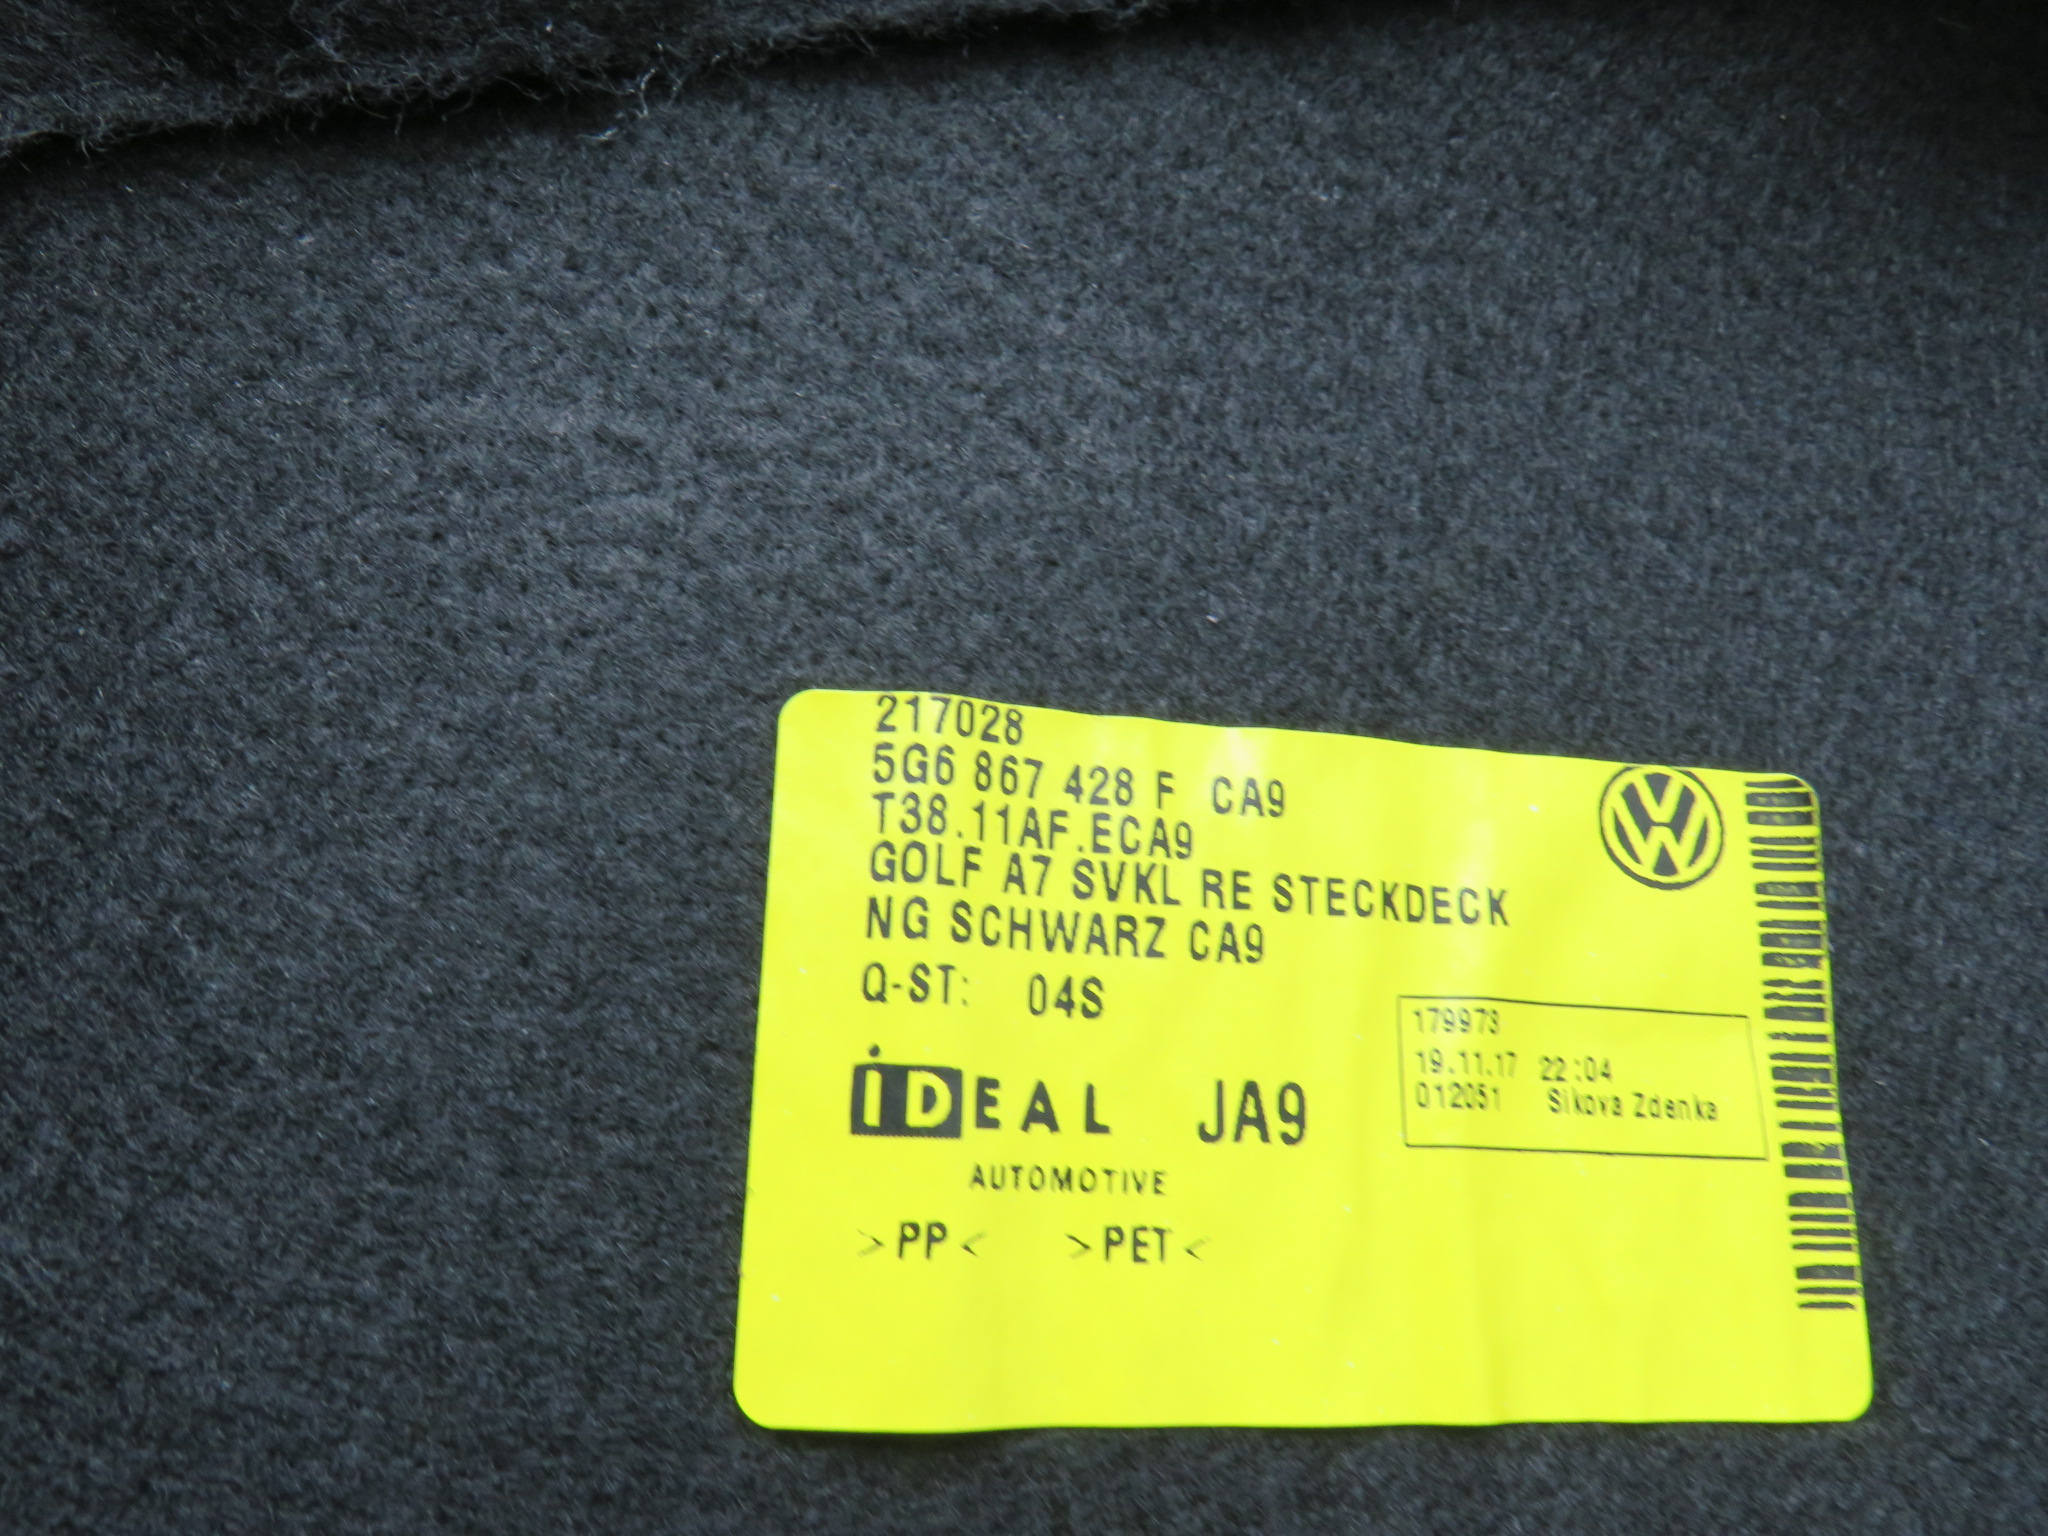 217028
5G6 867 428 F CA9
T38.11AF.ECA9
GOLF A7 SVKL RE STECKDECK
NG SCHWARZ CA9
Q-ST: 04S
iDEAL JA9
AUTOMOTIVE
>PP< >PET<
179973
19.11.17 22:04
012051 Sikova Zdenka